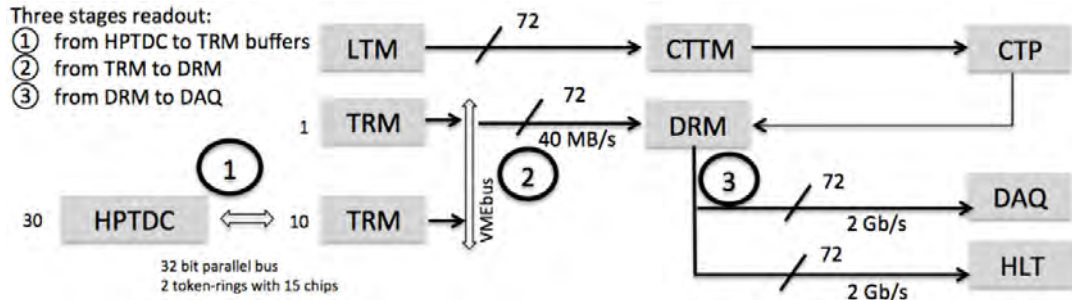 Three stages readout:
① from HPTDC to TRM buffers
② from TRM to DRM
③ from DRM to DAQ
LTM
72
CTTM
CTP
1
TRM
72
40 MB/s
DRM
1
2
3
VMEbus
30
HPTDC
10
TRM
32 bit parallel bus
2 token-rings with 15 chips
72
2 Gb/s
DAQ
72
2 Gb/s
HLT